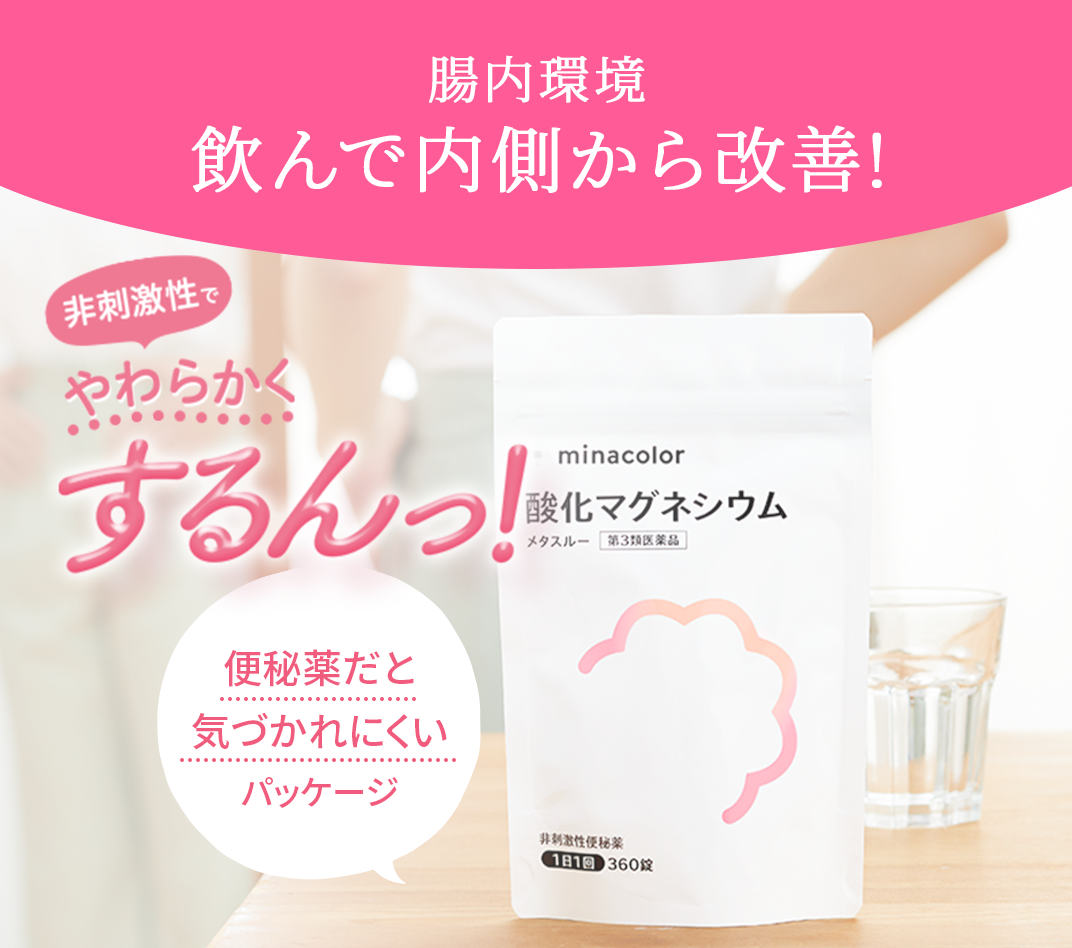 腸内環境
飲んで内側から改善!
非刺激性で
やわらかく
するんっ!
minacolor
酸化マグネシウム
メタスルー 第3類医薬品
便秘薬だと
気づかれにくい
パッケージ
非刺激性便秘薬
1日1回 360錠